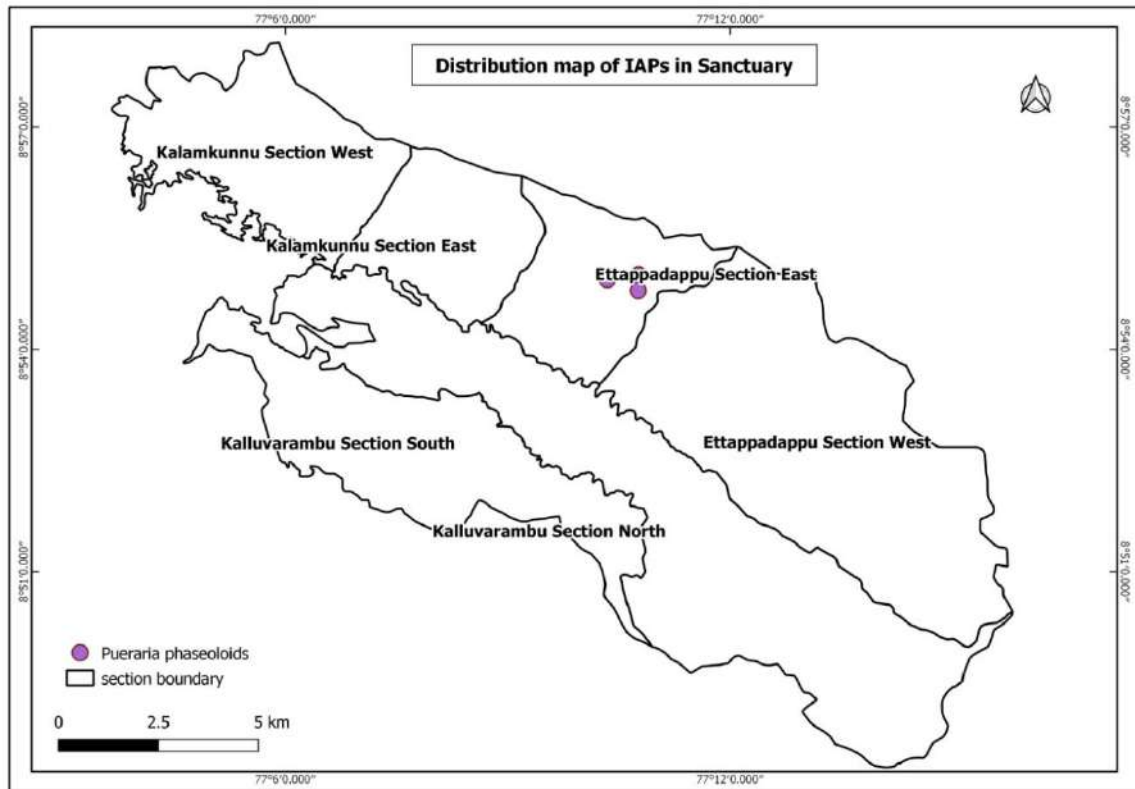 77°6'0.000"
77°12'0.000"
Distribution map of IAPs in Sanctuary
8°57'0.000"
8°57'0.000"
Kalamkunnu Section West
Kalamkunnu Section East
Ettappadappu Section East
8°54'0.000"
8°54'0.000"
Kalluvarambu Section South
Ettappadappu Section West
Kalluvarambu Section North
8°51'0.000"
8°51'0.000"
Pueraria phaseoloids
section boundary
0 2.5 5 km
77°6'0.000"
77°12'0.000"